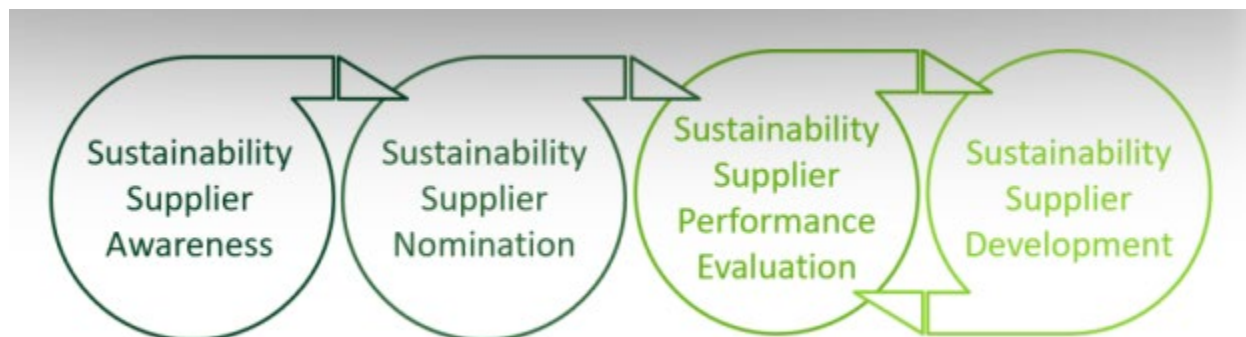 Sustainability
Supplier
Awareness
Sustainability
Supplier
Nomination
Sustainability
Supplier
Performance
Evaluation
Sustainability
Supplier
Development